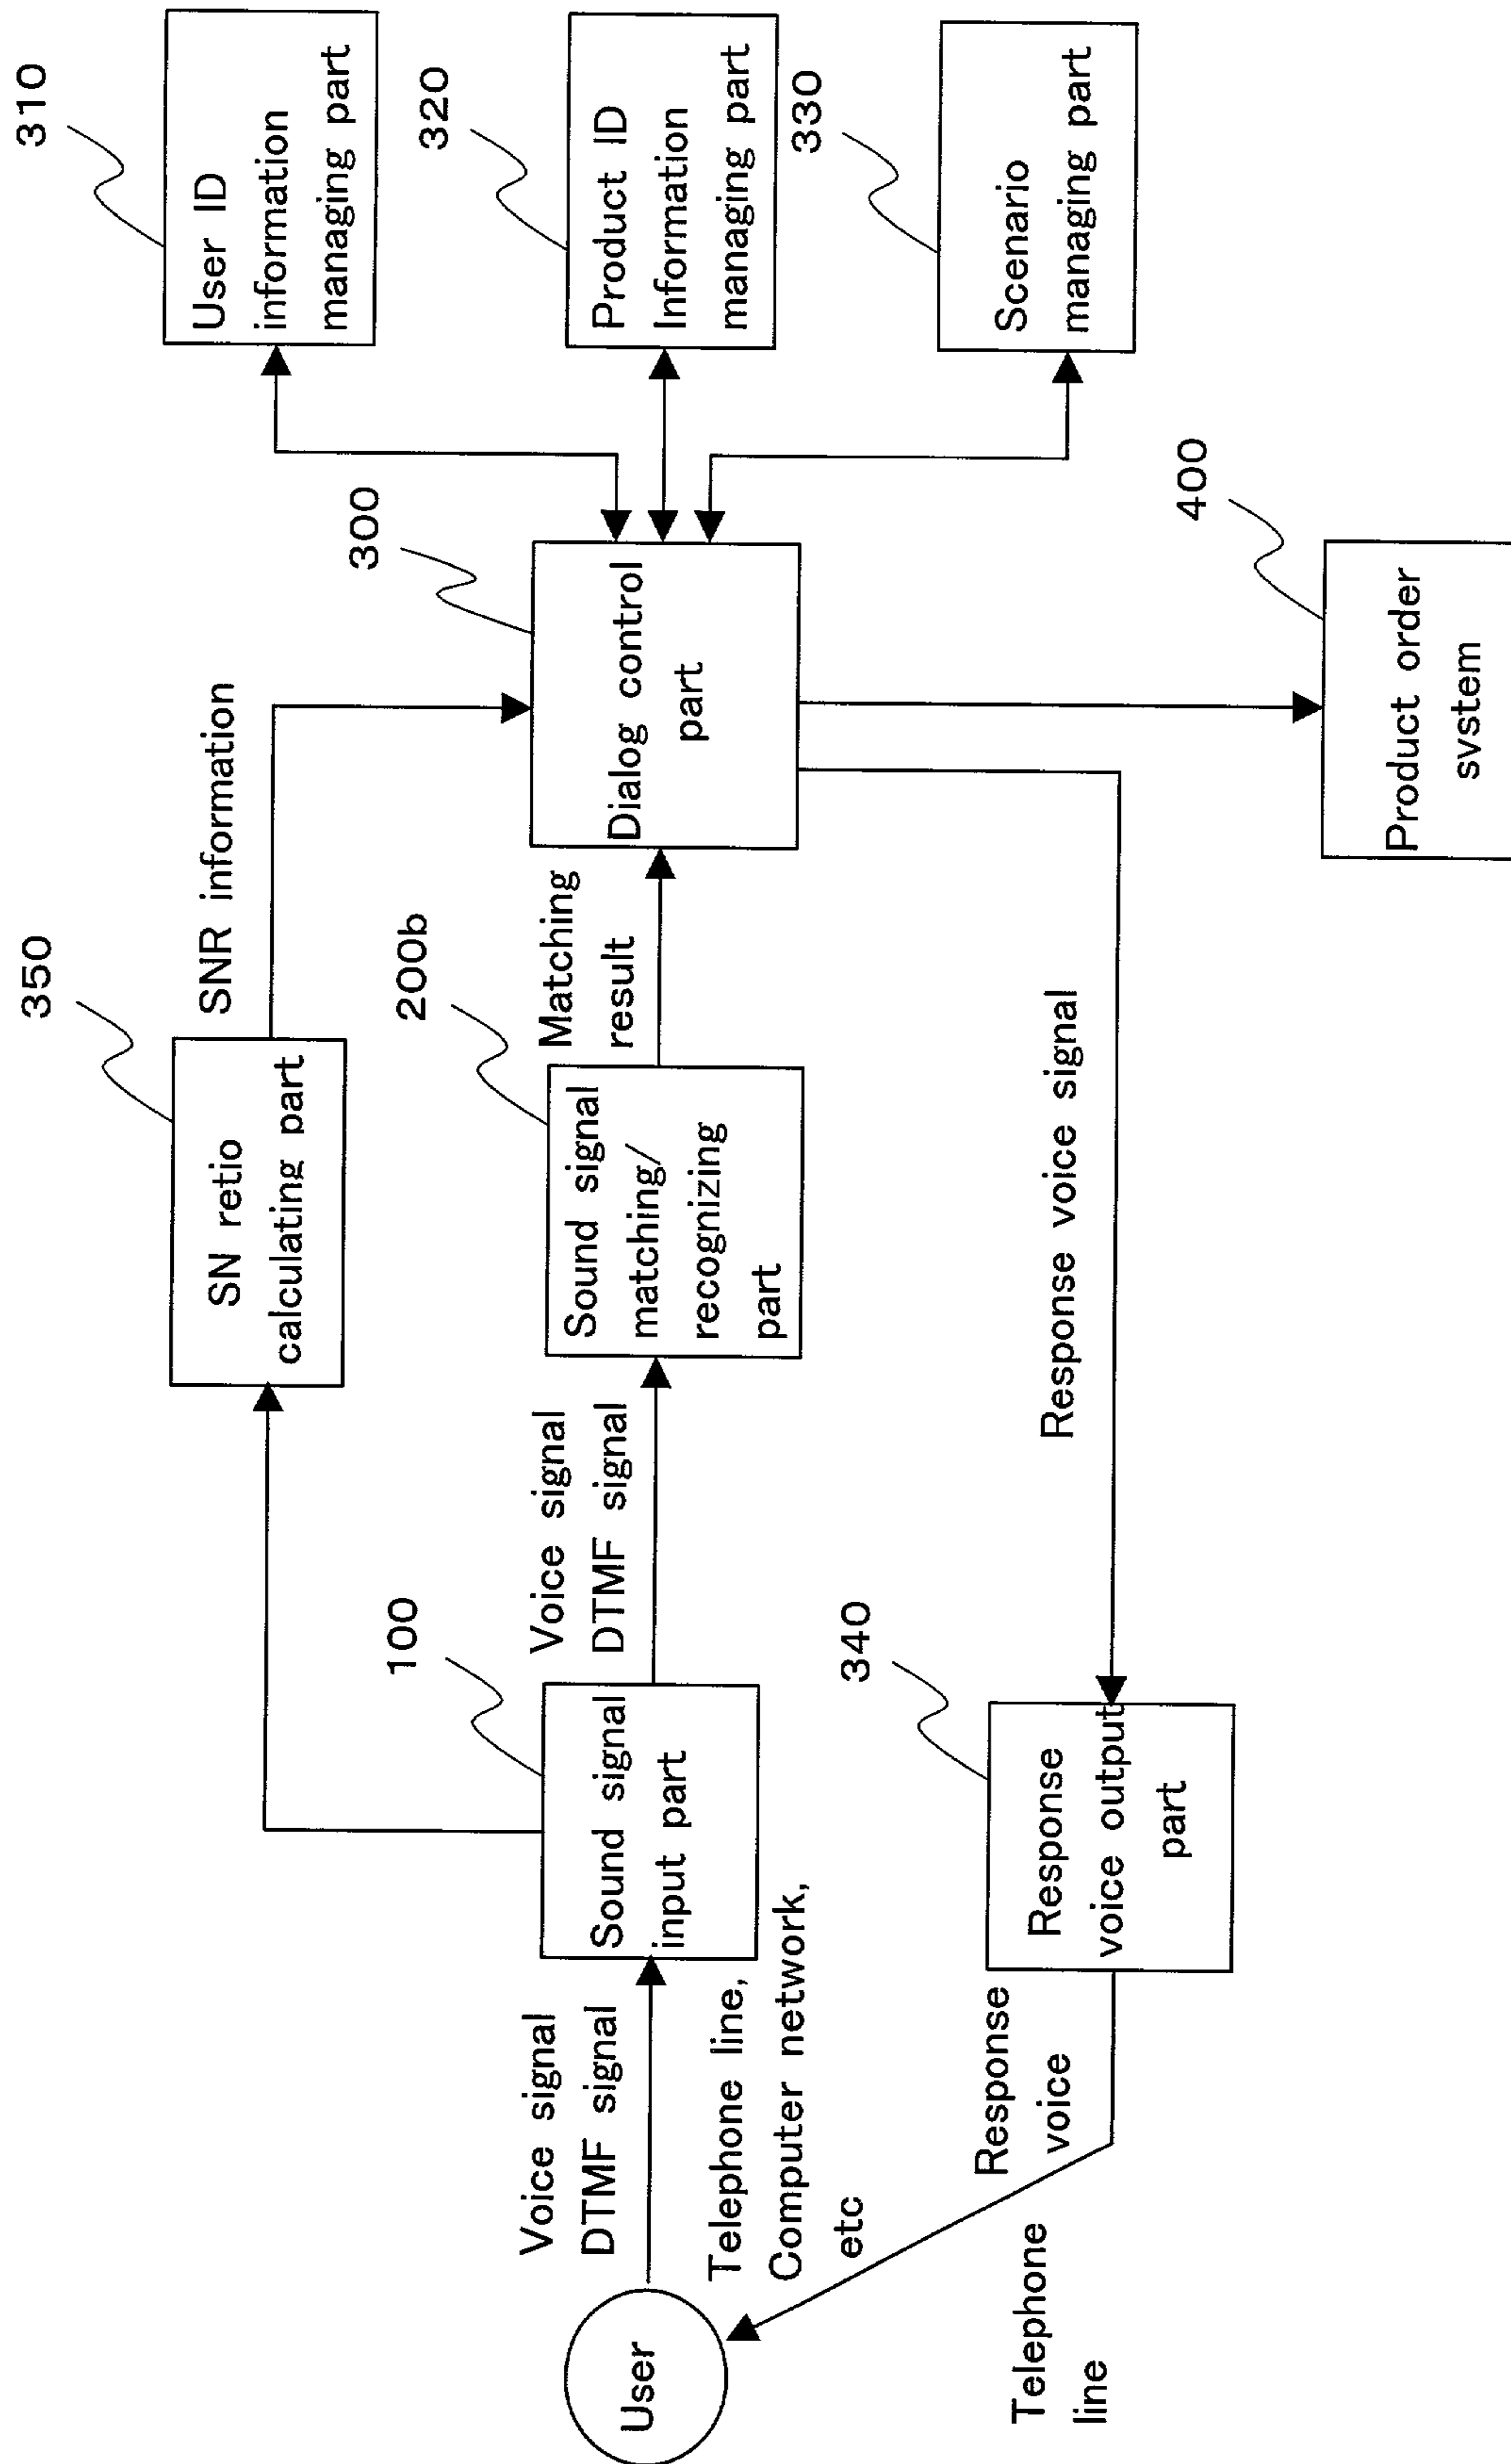 350
SNR information
310
SN retio
calculating part
User ID
information
managing part
Voice signal
DTMF signal
100
Voice signal
DTMF signal
200b
Matching
result
300
320
User
Sound signal
input part
Sound signal
matching/
recognizing
part
Dialog control
part
Product ID
Information
managing part
Telephone line,
Computer network,
etc
330
Scenario
managing part
Response
voice
340
Response voice signal
Telephone
line
Response
voice output
part
400
Product order
svstem